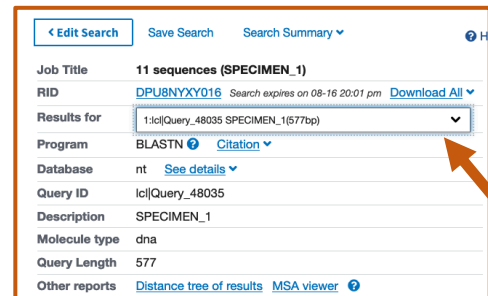 < Edit Search Save Search Search Summary
Job Title 11 sequences (SPECIMEN_1)
RID DPU8NYXY016 Search expires on 08-16 20:01 pm Download All
Results for 1:lcl|Query_48035 SPECIMEN_1(577bp)
Program BLASTN ? Citation
Database nt See details
Query ID lcl|Query_48035
Description SPECIMEN_1
Molecule type dna
Query Length 577
Other reports Distance tree of results MSA viewer ?